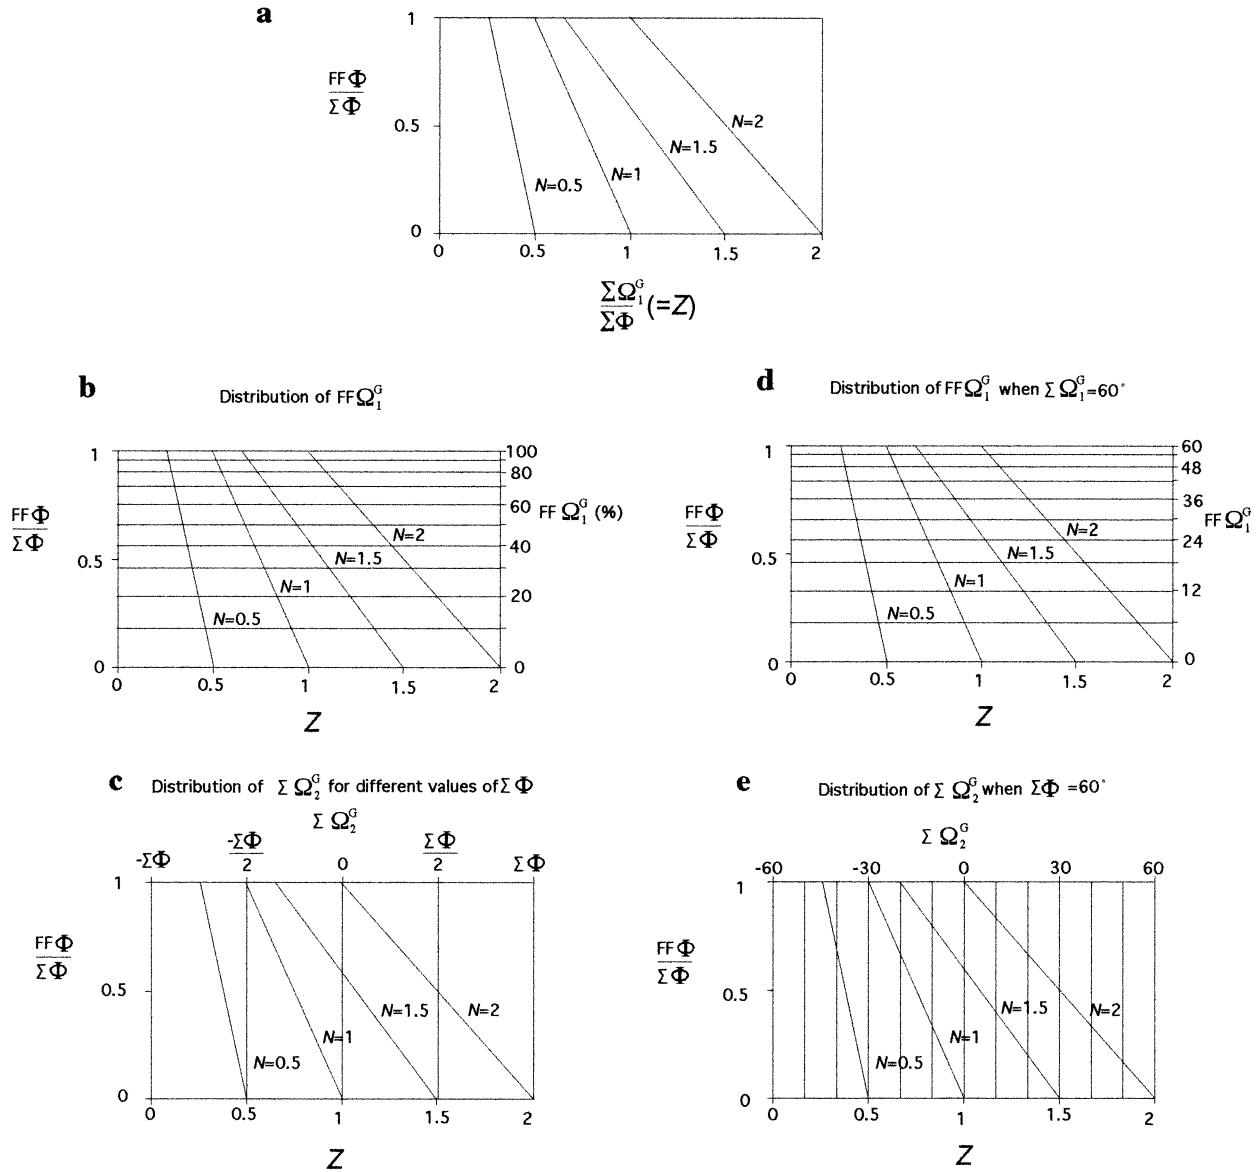 a
1
FFΦ
ΣΦ
0.5
N=2
N=1.5
N=1
N=0.5
0
0 0.5 1 1.5 2
ΣΩ₁ᴳ (=Z)
ΣΦ
b
Distribution of FFΩ₁ᴳ
1 100
80
FFΦ
ΣΦ
60
FFΩ₁ᴳ (%)
N=2
40
0.5
N=1.5
N=1
20
N=0.5
0 0
0 0.5 1 1.5 2
Z
d
Distribution of FFΩ₁ᴳ when ΣΩ₁ᴳ=60°
1 60
48
FFΦ
ΣΦ
36
FFΩ₁ᴳ
N=2
24
0.5
N=1.5
N=1
12
N=0.5
0 0
0 0.5 1 1.5 2
Z
c
Distribution of ΣΩ₂ᴳ for different values of ΣΦ
ΣΩ₂ᴳ
-ΣΦ -ΣΦ/2 0 ΣΦ/2 ΣΦ
1
FFΦ
ΣΦ
0.5
N=1.5 N=2
N=1
N=0.5
0
0 0.5 1 1.5 2
Z
e
Distribution of ΣΩ₂ᴳ when ΣΦ =60°
ΣΩ₂ᴳ
-60 -30 0 30 60
1
FFΦ
ΣΦ
0.5
N=1.5 N=2
N=1
N=0.5
0
0 0.5 1 1.5 2
Z